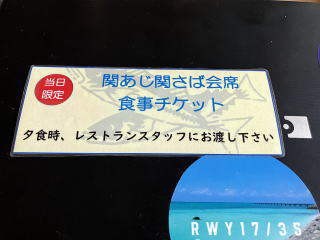 当日
限定
関あじ関さば会席
食事チケット
夕食時、レストランスタッフにお渡し下さい
RWY17/35